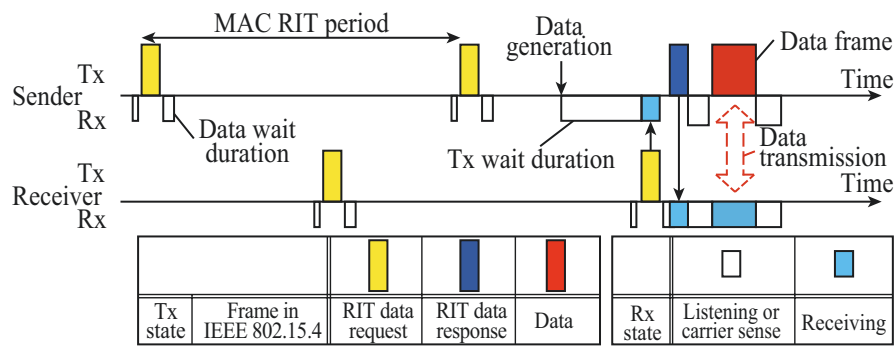 MAC RIT period
Data
generation
Data frame
Tx
Time
Sender
Rx
Data wait
duration
Tx wait duration
Data
transmission
Tx
Time
Receiver
Rx
Tx
state
Frame in
IEEE 802.15.4
RIT data
request
RIT data
response
Data
Rx
state
Listening or
carrier sense
Receiving